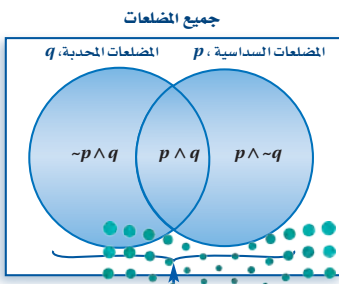 جميع المضلعات
المضلعات السداسية ، p المضلعات المحدبة، q
~p ∧ q p ∧ q p ∧ ~q